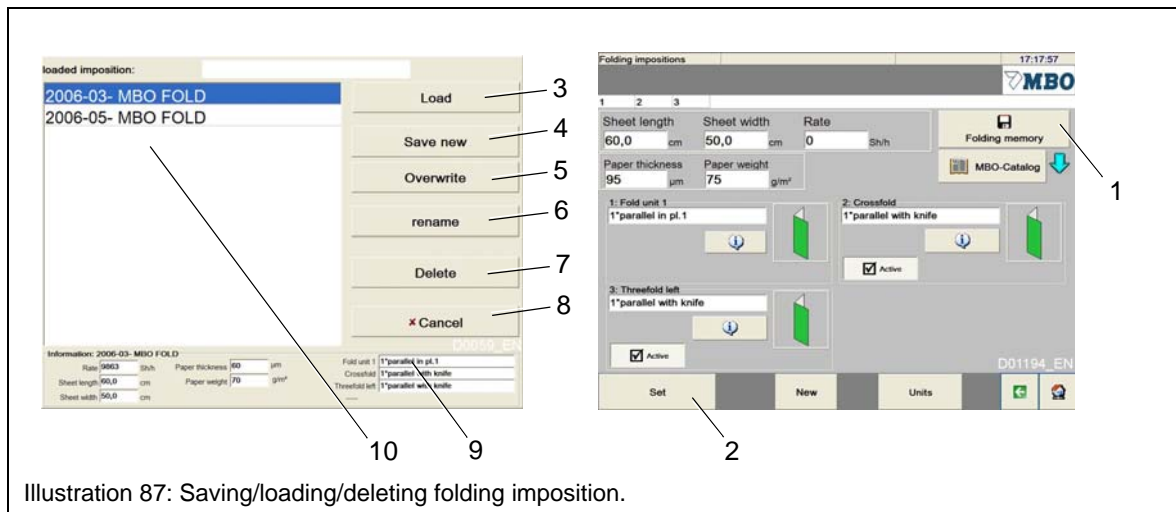 loaded imposition:
2006-03- MBO FOLD
2006-05- MBO FOLD
Load
Save new
Overwrite
rename
Delete
× Cancel
D0059_EN
Information: 2006-03- MBO FOLD
Rate 9863 Sh/h Paper thickness 60 µm
Sheet length 60,0 cm Paper weight 70 g/m²
Sheet width 50,0 cm
Fold unit 1 1*parallel in pl.1
Crossfold 1*parallel with knife
Threefold left 1*parallel with knife
-----
3
4
5
6
7
8
10
9
Folding impositions 17:17:57
MBO
1 2 3
Sheet length Sheet width Rate
60,0 cm 50,0 cm 0 Sh/h
Folding memory
Paper thickness Paper weight
95 µm 75 g/m²
MBO-Catalog
1: Fold unit 1
1*parallel in pl.1
2: Crossfold
1*parallel with knife
Active
3: Threefold left
1*parallel with knife
Active
D01194_EN
Set New Units
1
2
Illustration 87: Saving/loading/deleting folding imposition.